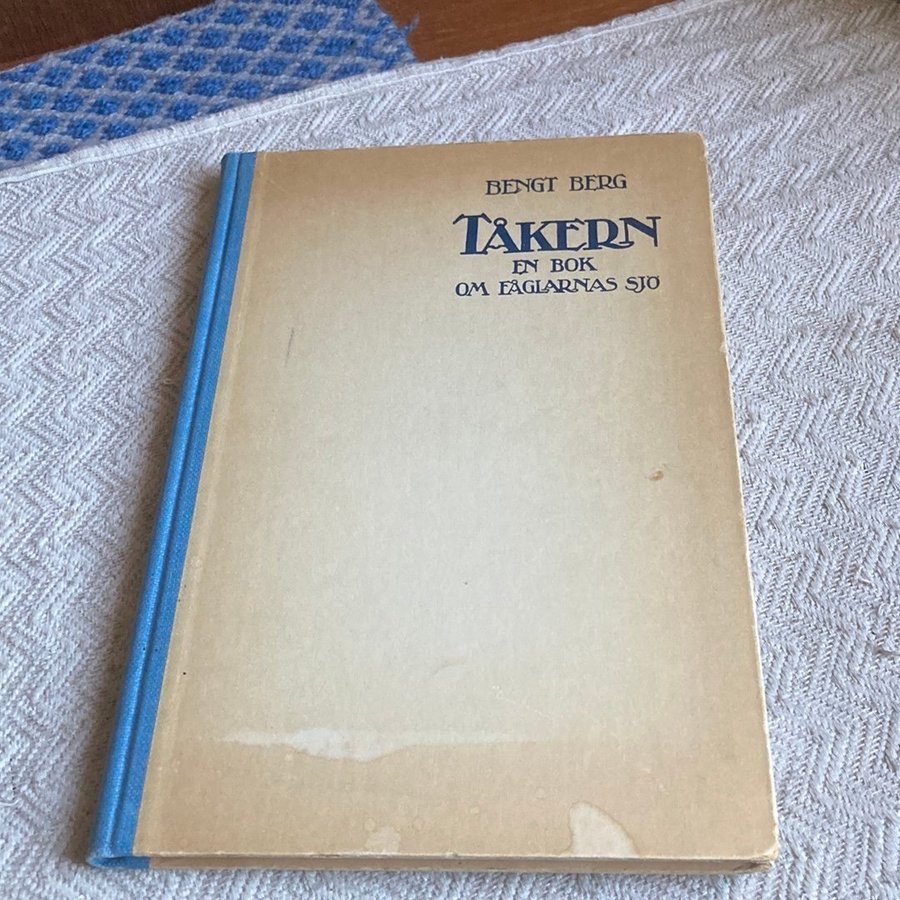 BENGT BERG
TÅKERN
EN BOK
OM FÅGLARNAS SJÖ